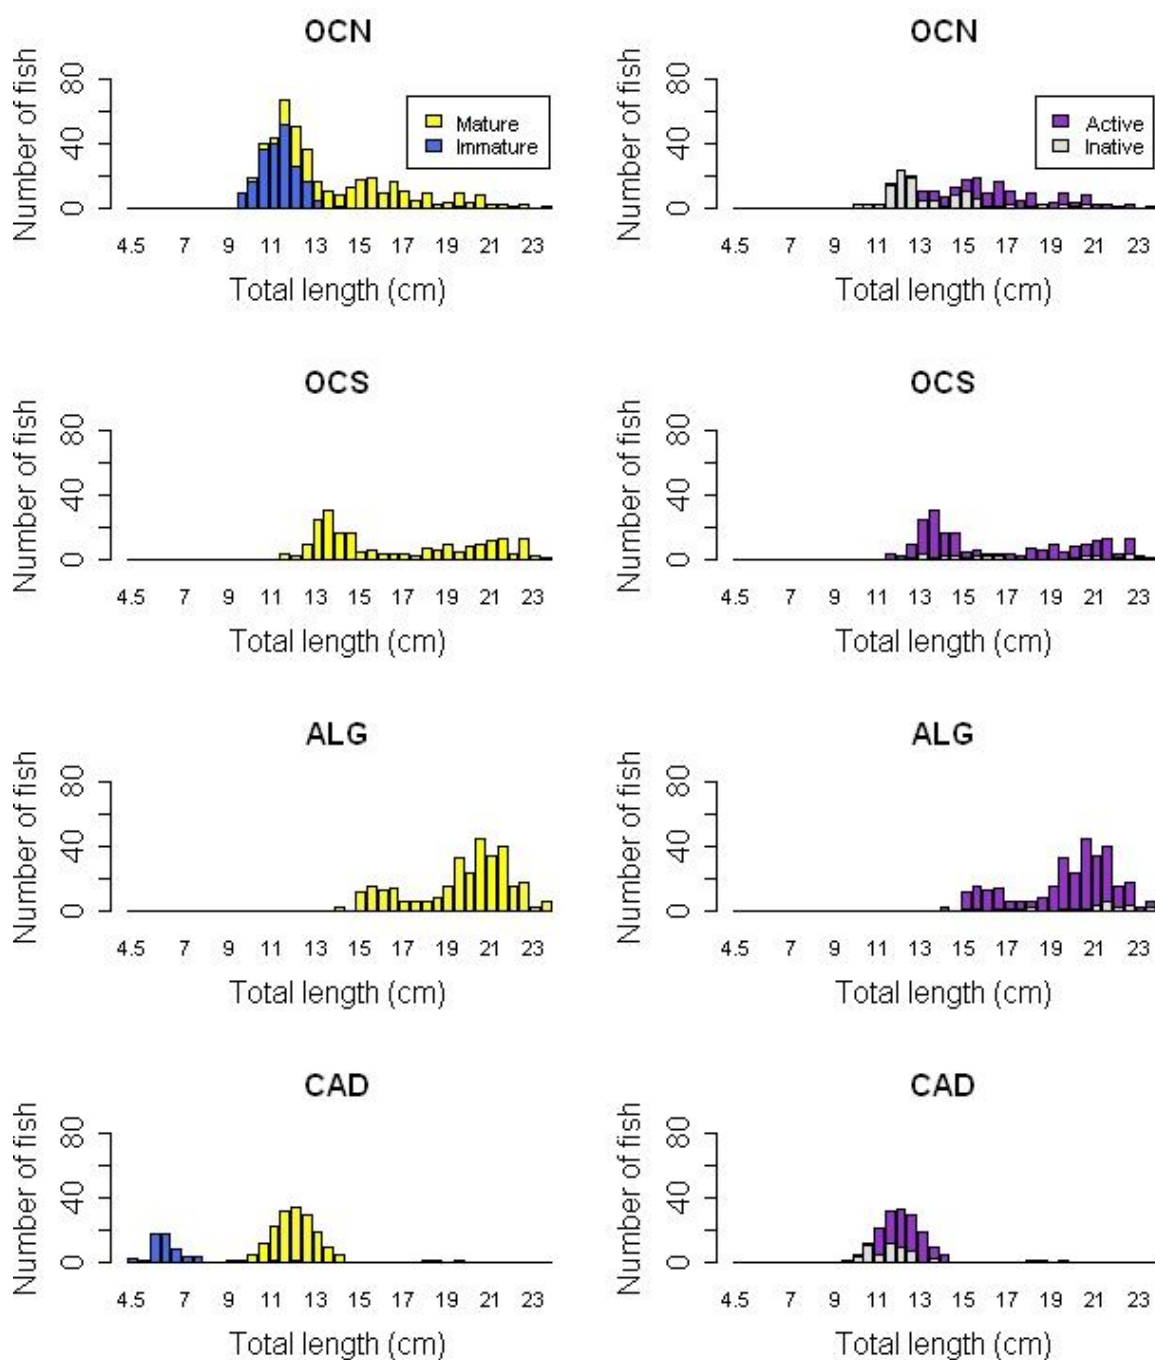 OCN
Number of fish
0 40 80
Mature
Immature
4.5 7 9 11 13 15 17 19 21 23
Total length (cm)
OCN
Number of fish
0 40 80
Active
Inative
4.5 7 9 11 13 15 17 19 21 23
Total length (cm)
OCS
Number of fish
0 40 80
4.5 7 9 11 13 15 17 19 21 23
Total length (cm)
OCS
Number of fish
0 40 80
4.5 7 9 11 13 15 17 19 21 23
Total length (cm)
ALG
Number of fish
0 40 80
4.5 7 9 11 13 15 17 19 21 23
Total length (cm)
ALG
Number of fish
0 40 80
4.5 7 9 11 13 15 17 19 21 23
Total length (cm)
CAD
Number of fish
0 40 80
4.5 7 9 11 13 15 17 19 21 23
Total length (cm)
CAD
Number of fish
0 40 80
4.5 7 9 11 13 15 17 19 21 23
Total length (cm)